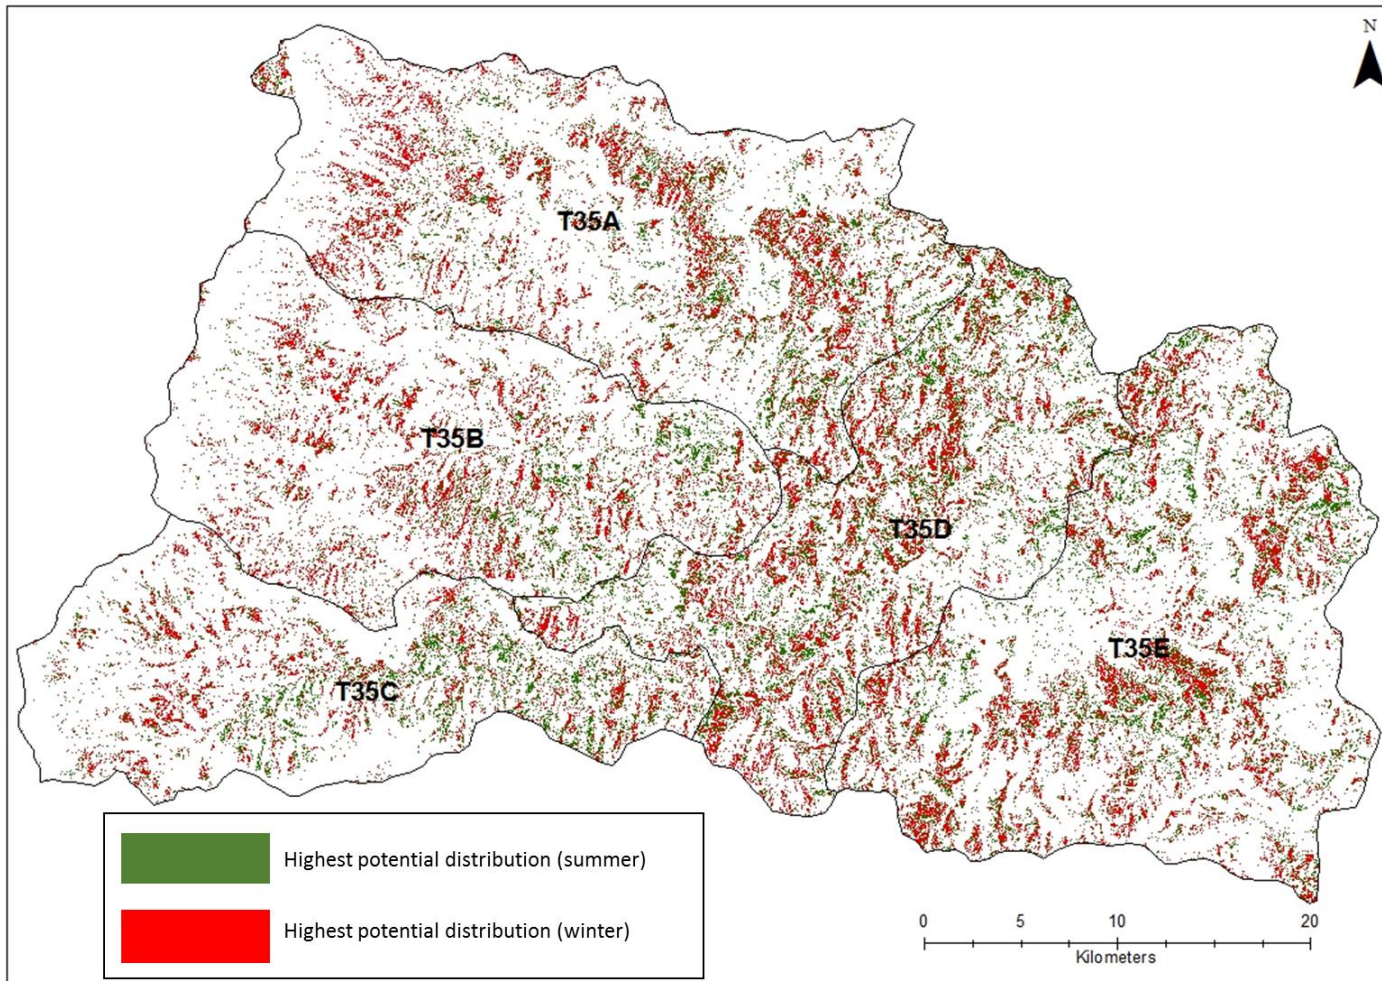 N
T35A
T35B
T35D
T35E
T35C
Highest potential distribution (summer)
Highest potential distribution (winter)
0 5 10 20
Kilometers